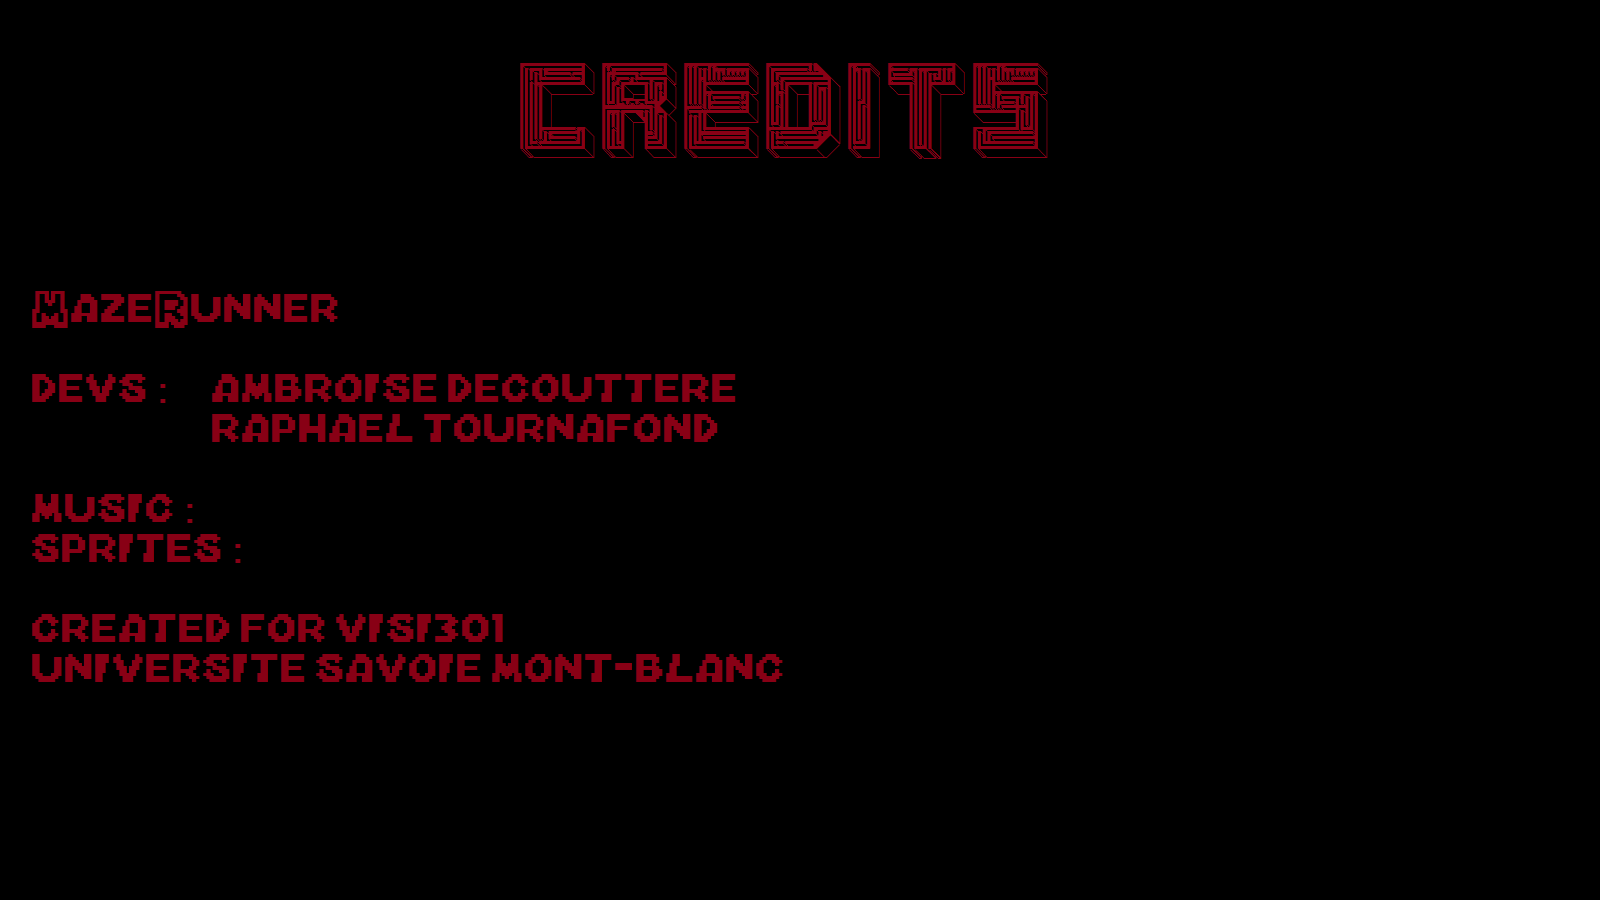 CREDITS
MazeRunner
DEVS : AMBROISE DECOUTTERE
RAPHAEL TOURNAFOND
MUSIC :
SPRITES :
CREATED FOR VISI301
UNIVERSITE SAVOIE MONT-BLANC